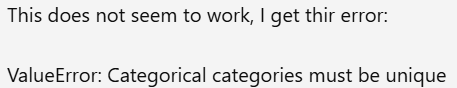 This does not seem to work, I get thir error:
ValueError: Categorical categories must be unique